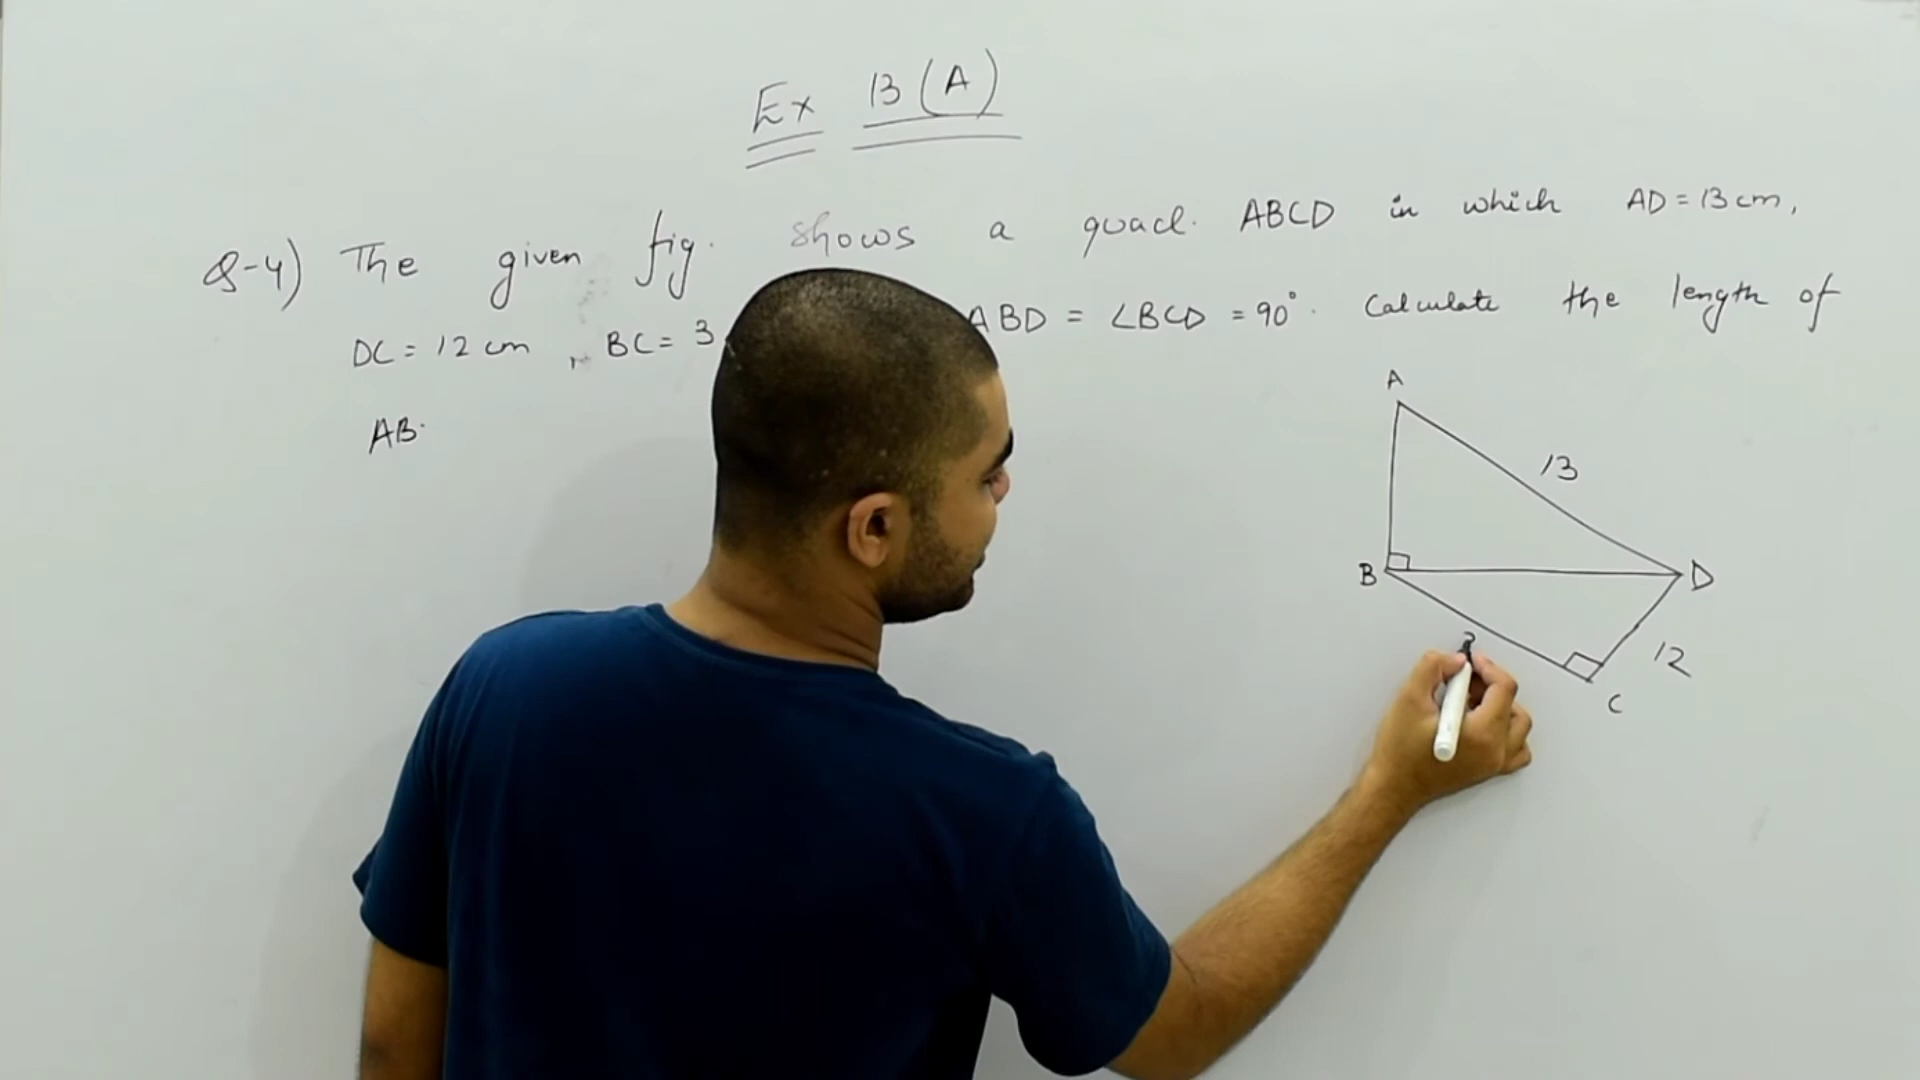 Ex 13 (A)
Q-4) The given fig. shows a quad. ABCD in which AD = 13 cm,
DC = 12 cm, BC = 3 ABD = ∠BCD = 90°. Calculate the length of
AB.
A
13
B
D
12
C